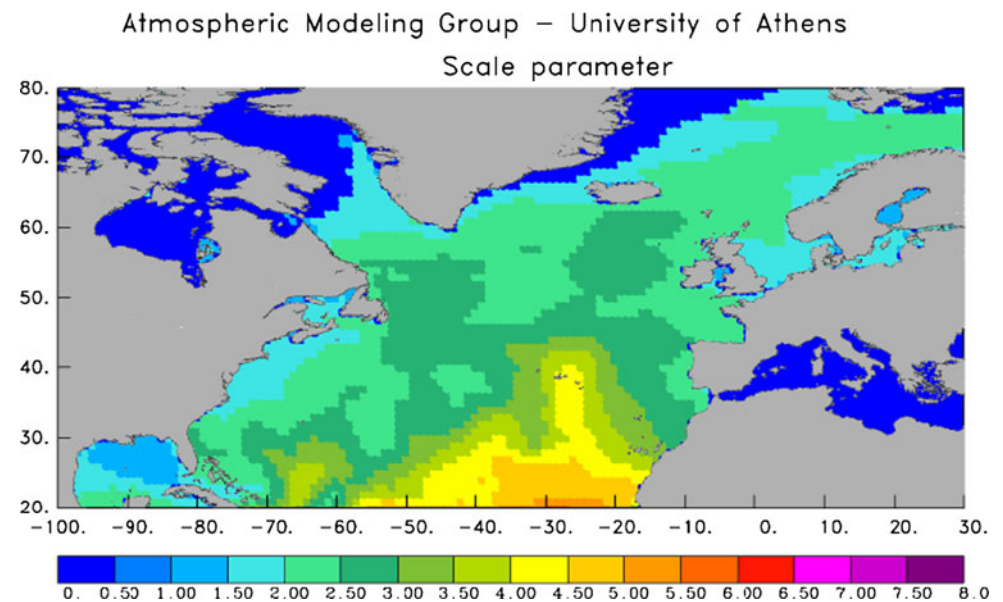 Atmospheric Modeling Group – University of Athens
Scale parameter
80.
70.
60.
50.
40.
30.
20.
-100. -90. -80. -70. -60. -50. -40. -30. -20. -10. 0. 10. 20. 30.
0. 0.50 1.00 1.50 2.00 2.50 3.00 3.50 4.00 4.50 5.00 5.50 6.00 6.50 7.00 7.50 8.0